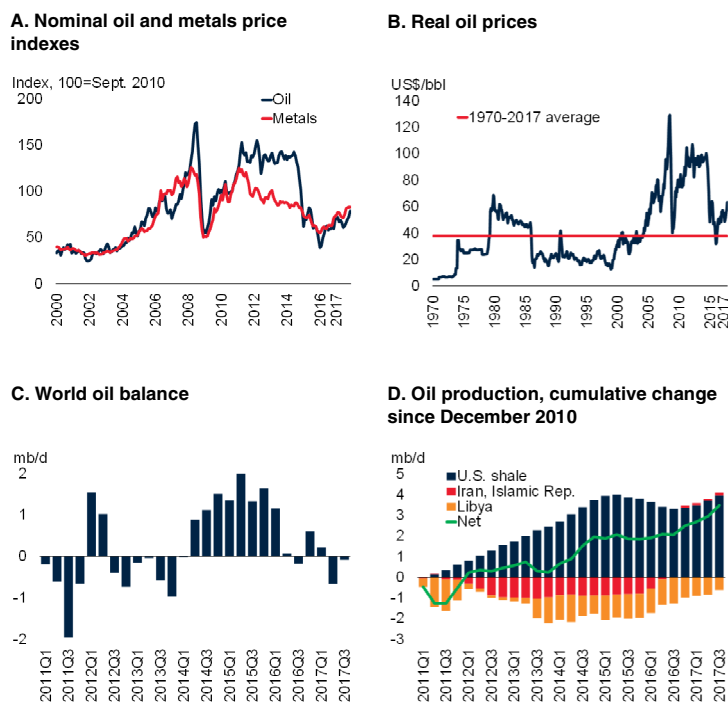 A. Nominal oil and metals price
indexes
Index, 100=Sept. 2010
200
150
100
50
0
Oil
Metals
2000
2002
2004
2006
2008
2010
2012
2014
2016
2017
B. Real oil prices
US$/bbl
140
120
100
80
60
40
20
0
1970-2017 average
1970
1975
1980
1985
1990
1995
2000
2005
2010
2015
2017
C. World oil balance
mb/d
2
1
0
-1
-2
2011Q1
2011Q3
2012Q1
2012Q3
2013Q1
2013Q3
2014Q1
2014Q3
2015Q1
2015Q3
2016Q1
2016Q3
2017Q1
2017Q3
D. Oil production, cumulative change
since December 2010
mb/d
5
4
3
2
1
0
-1
-2
-3
U.S. shale
Iran, Islamic Rep.
Libya
Net
2011Q1
2011Q3
2012Q1
2012Q3
2013Q1
2013Q3
2014Q1
2014Q3
2015Q1
2015Q3
2016Q1
2016Q3
2017Q1
2017Q3